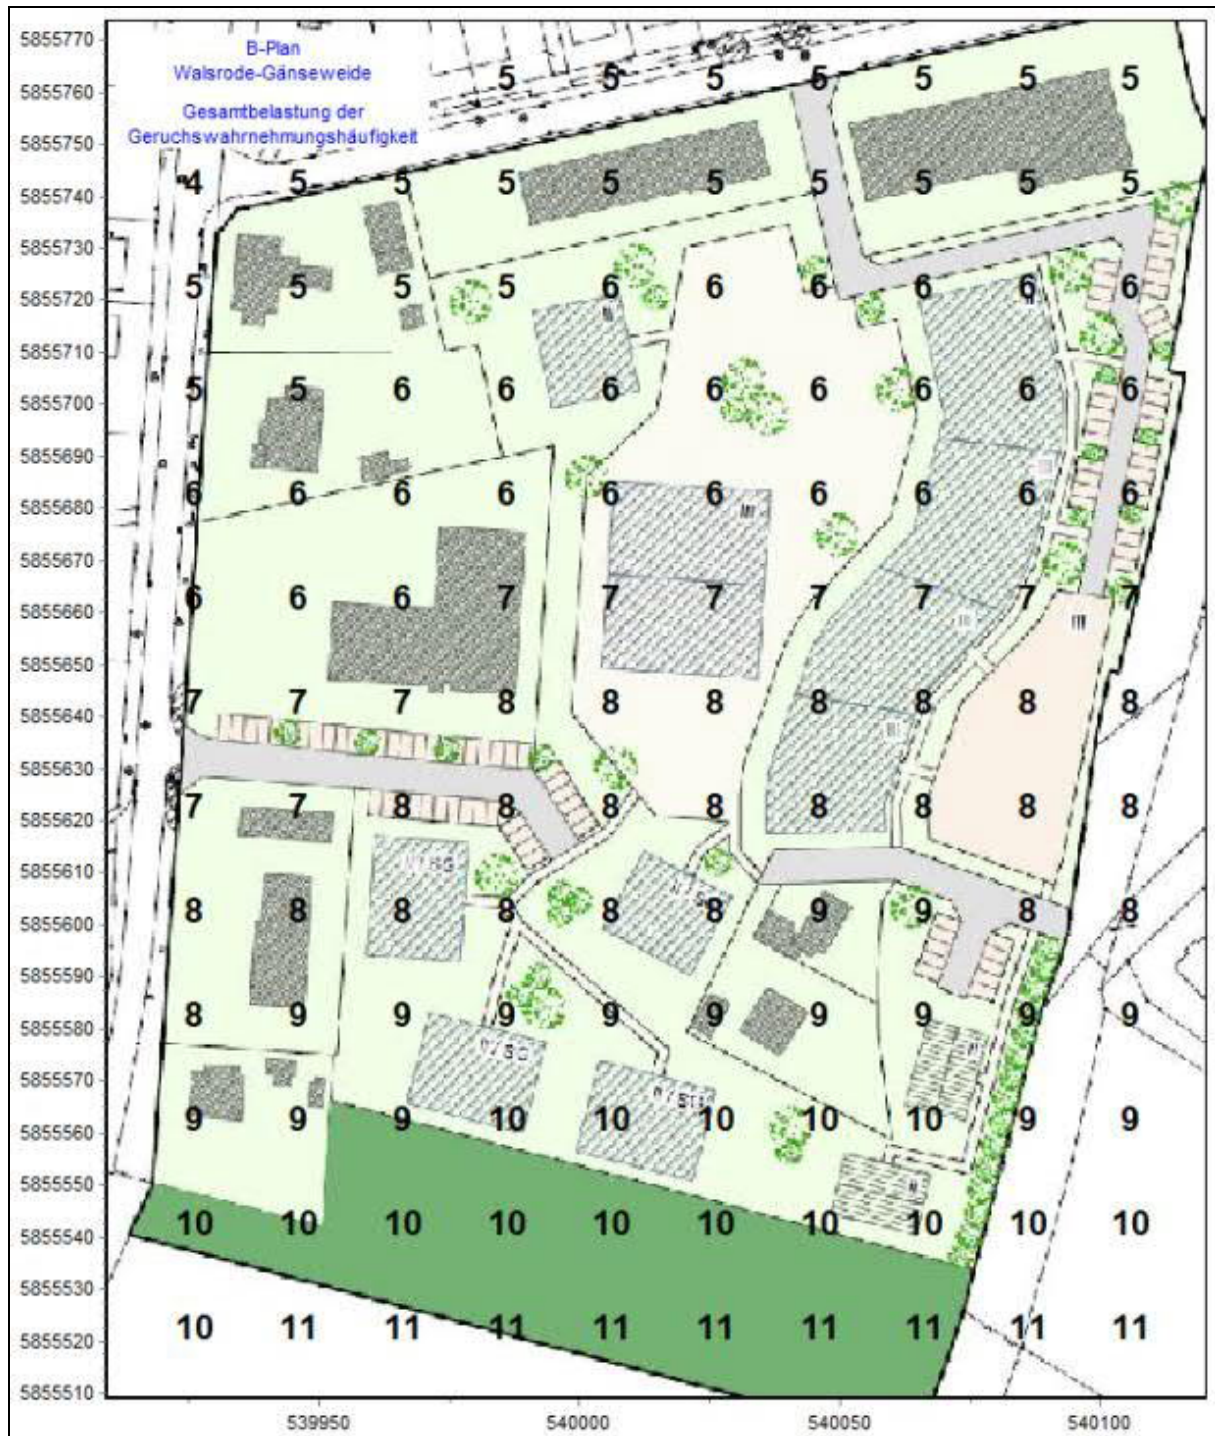 5855770
B-Plan
Walsrode-Gänseweide
5 5 5 5 5 5 5
5855760
Gesamtbelastung der
Geruchswahrnehmungshäufigkeit
5855750
4 5 5 5 5 5 5 5 5 5
5855740
5855730
5 5 5 5 6 6 6 6 6 6
5855720
III
5855710
5 5 6 6 6 6 6 6 6 6
5855700
5855690
6 6 6 6 6 6 6 6 6 6
5855680
III
5855670
6 6 6 7 7 7 7 7 7 7
5855660
III
III
5855650
7 7 7 8 8 8 8 8 8 8
5855640
III
5855630
7 7 8 8 8 8 8 8 8 8
5855620
5855610
8 8 8 8 8 8 9 9 8 8
5855600
5855590
8 9 9 9 9 9 9 9 9 9
5855580
5855570
9 9 9 10 10 10 10 10 9 9
5855560
5855550
10 10 10 10 10 10 10 10 10 10
5855540
5855530
10 11 11 11 11 11 11 11 11 11
5855520
5855510
539950 540000 540050 540100